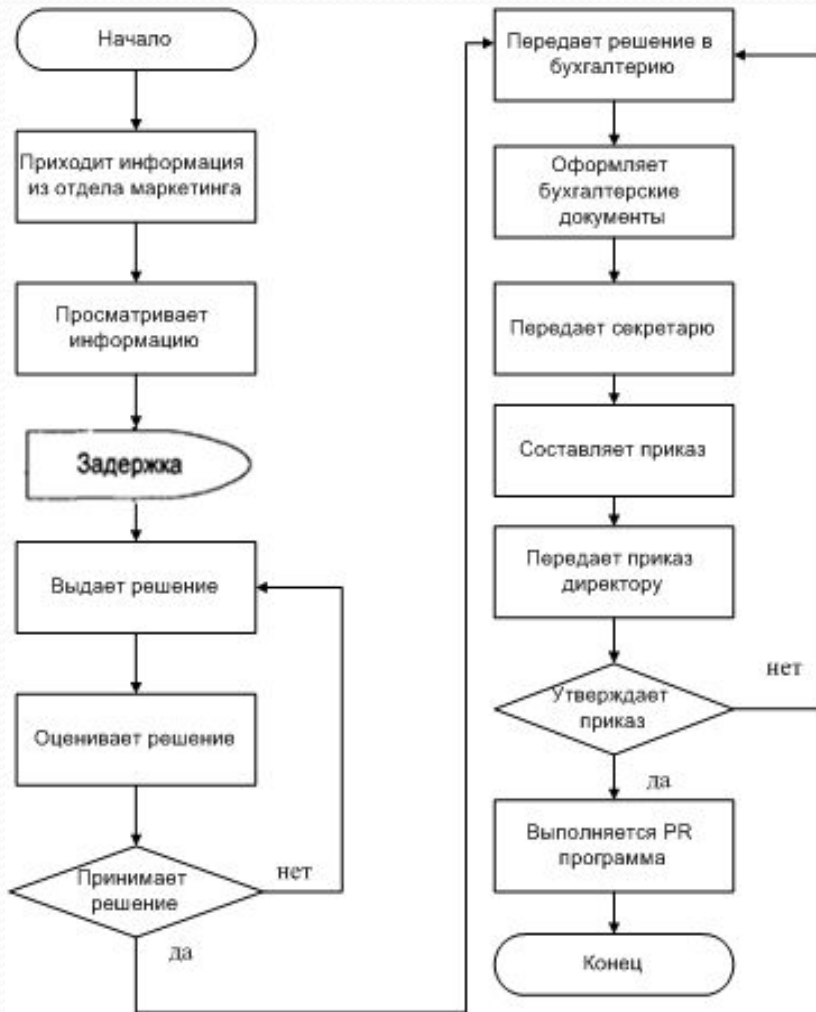 Начало
Приходит информация
из отдела маркетинга
Просматривает
информацию
Задержка
Выдает решение
Оценивает решение
Принимает
решение
нет
да
Передает решение в
бухгалтерию
Оформляет
бухгалтерские
документы
Передает секретарю
Составляет приказ
Передает приказ
директору
Утверждает
приказ
нет
да
Выполняется PR
программа
Конец